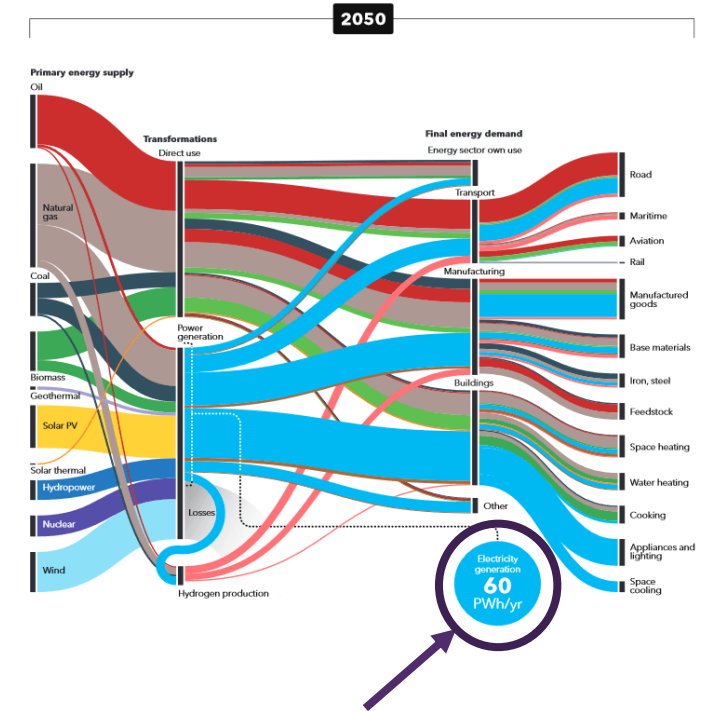 2050
Primary energy supply
Oil
Natural
gas
Coal
Biomass
Geothermal
Solar PV
Solar thermal
Hydropower
Nuclear
Wind
Transformations
Direct use
Power
generation
Losses
Hydrogen production
Final energy demand
Energy sector own use
Transport
Manufacturing
Buildings
Other
Road
Maritime
Aviation
Rail
Manufactured
goods
Base materials
Iron, steel
Feedstock
Space heating
Water heating
Cooking
Appliances and
lighting
Space
cooling
Electricity
generation
60
PWh/yr